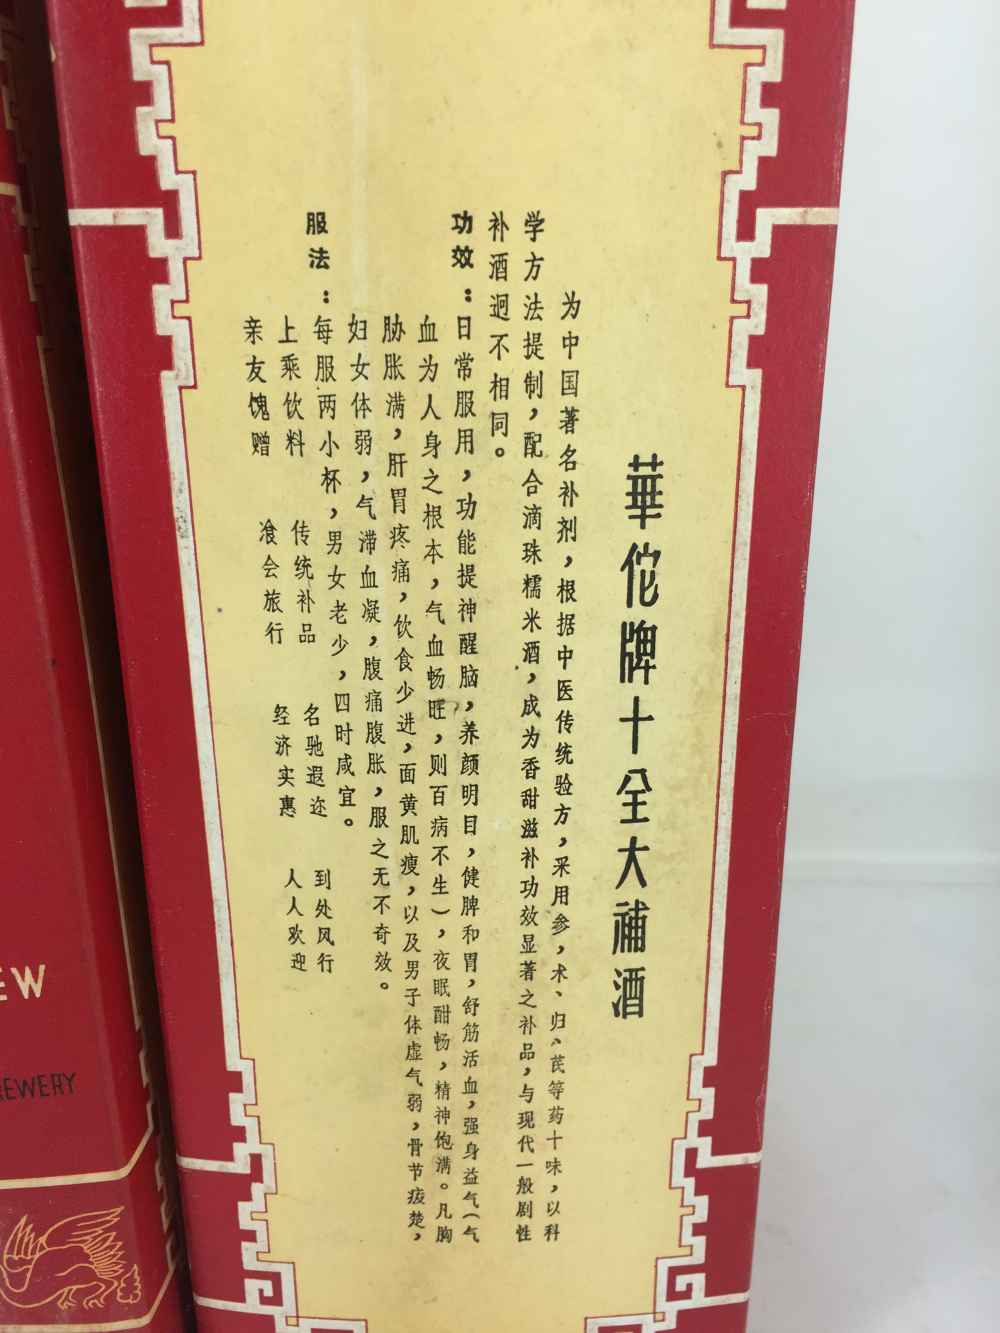 華佗牌十全大補酒
为中国著名补剂，根据中医传统验方，采用参，术、归、芪等药十味，以科
学方法提制，配合滴珠糯米酒，成为香甜滋补功效显著之补品，与现代一般剧性
补酒迥不相同。
功效：日常服用，功能提神醒脑，养颜明目，健脾和胃，舒筋活血，强身益气（气
血为人身之根本，气血畅旺，则百病不生），夜眠酣畅，精神饱满。凡胸
胁胀满，肝胃疼痛，饮食少进，面黄肌瘦，以及男子体虚气弱，骨节疲楚，
妇女体弱，气滞血凝，腹痛腹胀，服之无不奇效。
服法：每服两小杯，男女老少，四时咸宜。
上乘饮料 传统补品 名驰遐迩 到处风行
亲友馈赠 飡会旅行 经济实惠 人人欢迎
EW
REWERY